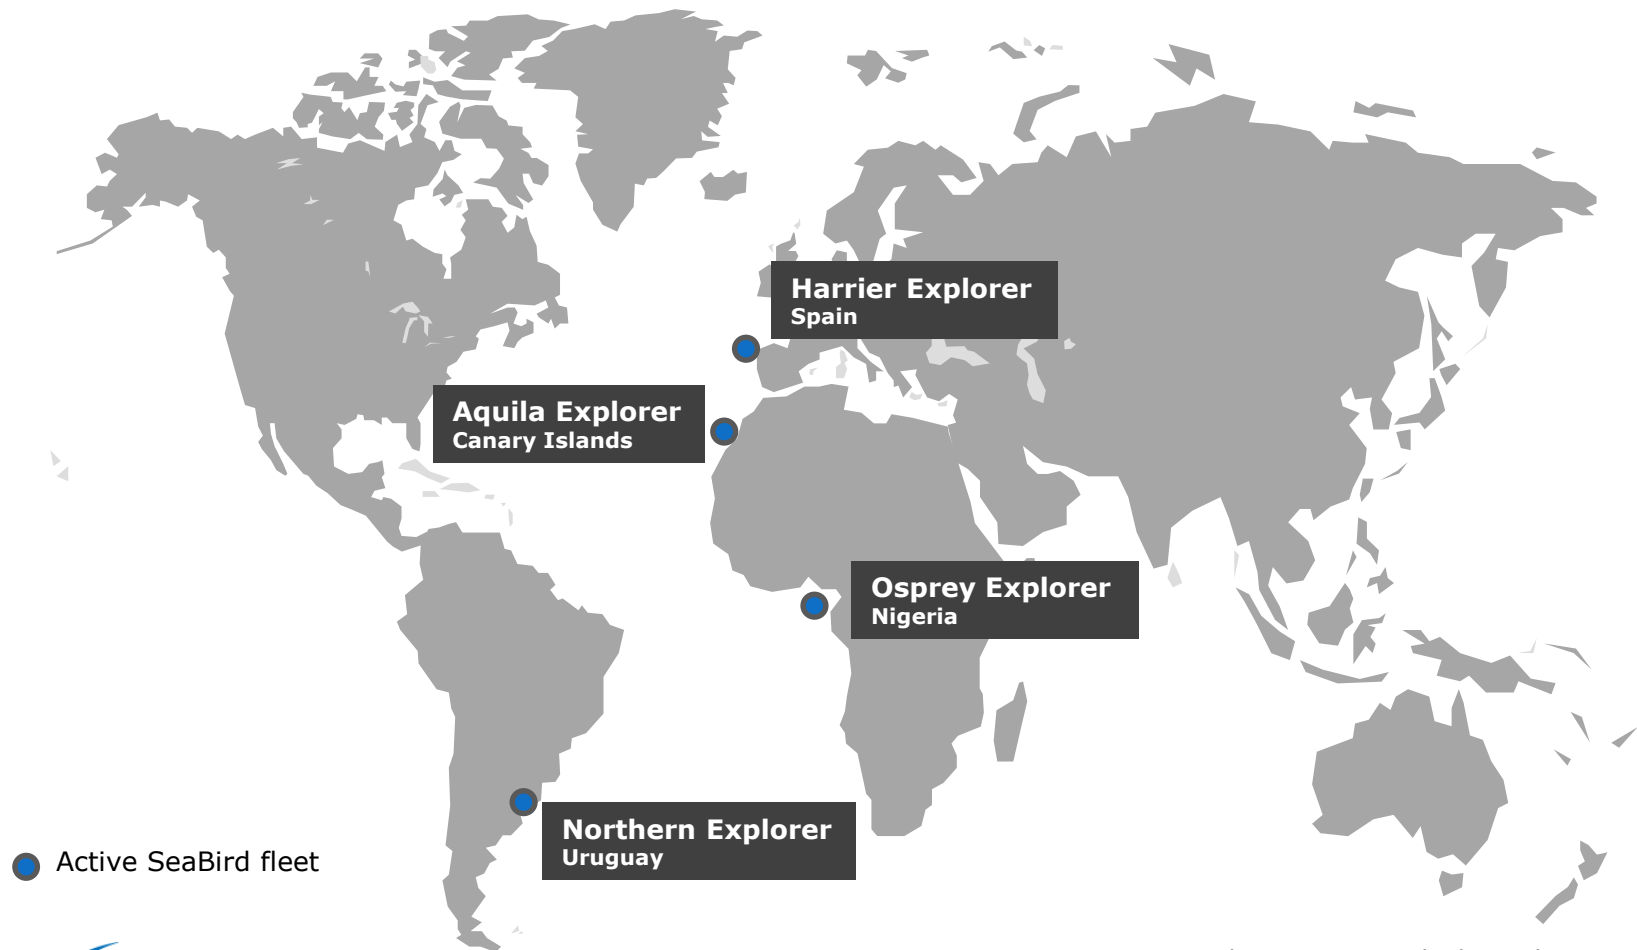 Harrier Explorer
Spain
Aquila Explorer
Canary Islands
Osprey Explorer
Nigeria
Northern Explorer
Uruguay
Active SeaBird fleet